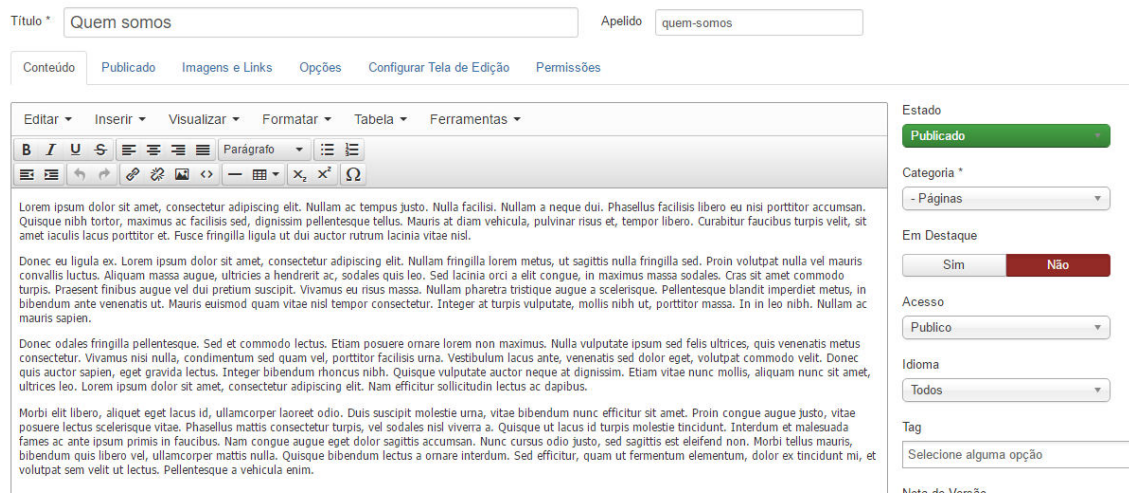 Título * Quem somos Apelido quem-somos
Conteúdo Publicado Imagens e Links Opções Configurar Tela de Edição Permissões
Editar Inserir Visualizar Formatar Tabela Ferramentas
B I U S Parágrafo
x₂ x² Ω
Lorem ipsum dolor sit amet, consectetur adipiscing elit. Nullam ac tempus justo. Nulla facilisi. Nullam a neque dui. Phasellus facilisis libero eu nisi porttitor accumsan.
Quisque nibh tortor, maximus ac facilisis sed, dignissim pellentesque tellus. Mauris at diam vehicula, pulvinar risus et, tempor libero. Curabitur faucibus turpis velit, sit
amet iaculis lacus porttitor et. Fusce fringilla ligula ut dui auctor rutrum lacinia vitae nisl.
Donec eu ligula ex. Lorem ipsum dolor sit amet, consectetur adipiscing elit. Nullam fringilla lorem metus, ut sagittis nulla fringilla sed. Proin volutpat nulla vel mauris
convallis luctus. Aliquam massa augue, ultricies a hendrerit ac, sodales quis leo. Sed lacinia orci a elit congue, in maximus massa sodales. Cras sit amet commodo
turpis. Praesent finibus augue vel dui pretium suscipit. Vivamus eu risus massa. Nullam pharetra tristique augue a scelerisque. Pellentesque blandit imperdiet metus, in
bibendum ante venenatis ut. Mauris euismod quam vitae nisl tempor consectetur. Integer at turpis vulputate, mollis nibh ut, porttitor massa. In in leo nibh. Nullam ac
mauris sapien.
Donec odales fringilla pellentesque. Sed et commodo lectus. Etiam posuere ornare lorem non maximus. Nulla vulputate ipsum sed felis ultrices, quis venenatis metus
consectetur. Vivamus nisi nulla, condimentum sed quam vel, porttitor facilisis urna. Vestibulum lacus ante, venenatis sed dolor eget, volutpat commodo velit. Donec
quis auctor sapien, eget gravida lectus. Integer bibendum rhoncus nibh. Quisque vulputate auctor neque at dignissim. Etiam vitae nunc mollis, aliquam nunc sit amet,
ultrices leo. Lorem ipsum dolor sit amet, consectetur adipiscing elit. Nam efficitur sollicitudin lectus ac dapibus.
Morbi elit libero, aliquet eget lacus id, ullamcorper laoreet odio. Duis suscipit molestie urna, vitae bibendum nunc efficitur sit amet. Proin congue augue justo, vitae
posuere lectus scelerisque vitae. Phasellus mattis consectetur turpis, vel sodales nisl viverra a. Quisque ut lacus id turpis molestie tincidunt. Interdum et malesuada
fames ac ante ipsum primis in faucibus. Nam congue augue eget dolor sagittis accumsan. Nunc cursus odio justo, sed sagittis est eleifend non. Morbi tellus mauris,
bibendum quis libero vel, ullamcorper mattis nulla. Quisque bibendum lectus a ornare interdum. Sed efficitur, quam ut fermentum elementum, dolor ex tincidunt mi, et
volutpat sem velit ut lectus. Pellentesque a vehicula enim.
Estado
Publicado
Categoria *
- Páginas
Em Destaque
Sim Não
Acesso
Publico
Idioma
Todos
Tag
Selecione alguma opção
Nota de Versão